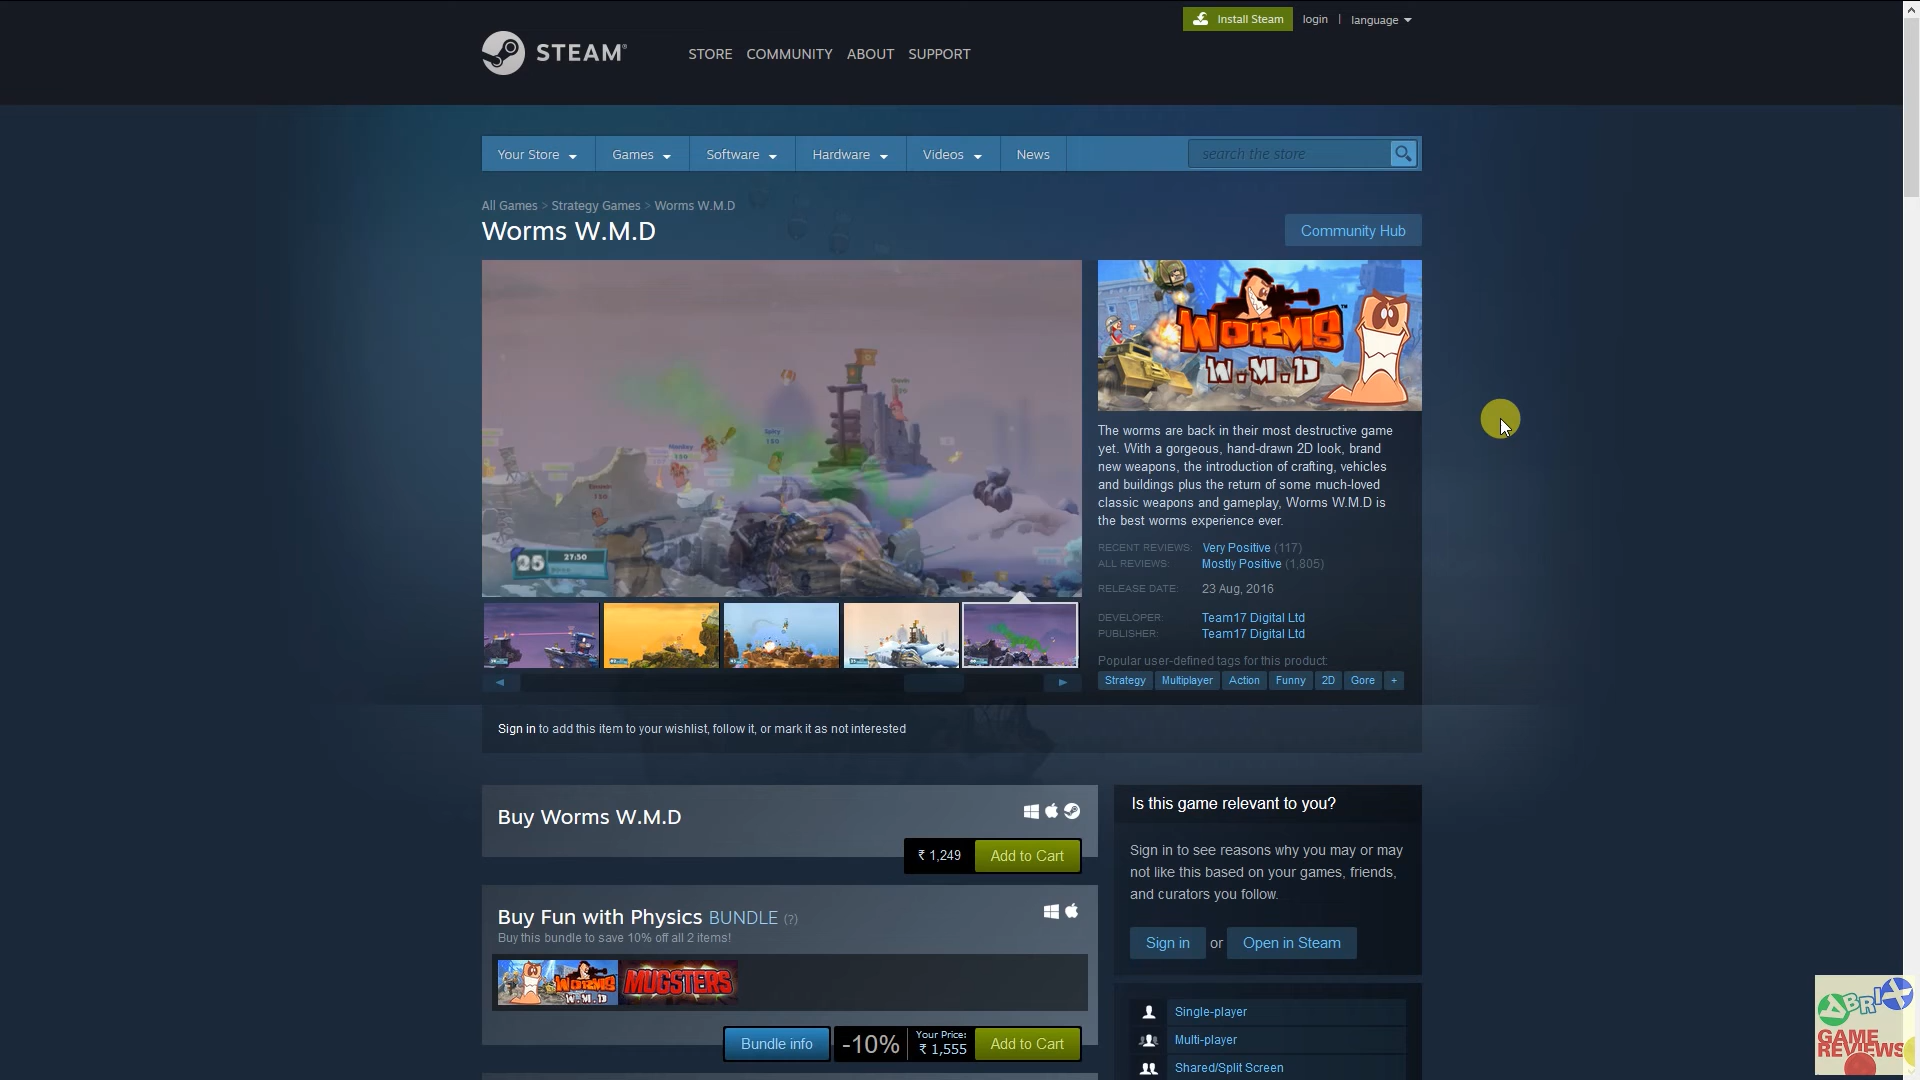 Install Steam
login | language
STEAM®
STORE COMMUNITY ABOUT SUPPORT
Your Store Games Software Hardware Videos News
search the store
All Games > Strategy Games > Worms W.M.D
Worms W.M.D
Community Hub
WORMS
W.M.D
The worms are back in their most destructive game
yet. With a gorgeous, hand-drawn 2D look, brand
new weapons, the introduction of crafting, vehicles
and buildings plus the return of some much-loved
classic weapons and gameplay, Worms W.M.D is
the best worms experience ever.
RECENT REVIEWS: Very Positive (117)
ALL REVIEWS: Mostly Positive (1,805)
RELEASE DATE: 23 Aug, 2016
DEVELOPER: Team17 Digital Ltd
PUBLISHER: Team17 Digital Ltd
Popular user-defined tags for this product:
Strategy Multiplayer Action Funny 2D Gore +
25 27:50
Sign in to add this item to your wishlist, follow it, or mark it as not interested
Buy Worms W.M.D
₹ 1,249 Add to Cart
Buy Fun with Physics BUNDLE (?)
Buy this bundle to save 10% off all 2 items!
WORMS W.M.D
MUGSTERS
Bundle info -10% Your Price: ₹ 1,555 Add to Cart
Is this game relevant to you?
Sign in to see reasons why you may or may
not like this based on your games, friends,
and curators you follow.
Sign in or Open in Steam
Single-player
Multi-player
Shared/Split Screen
ABRIX
GAME
REVIEWS